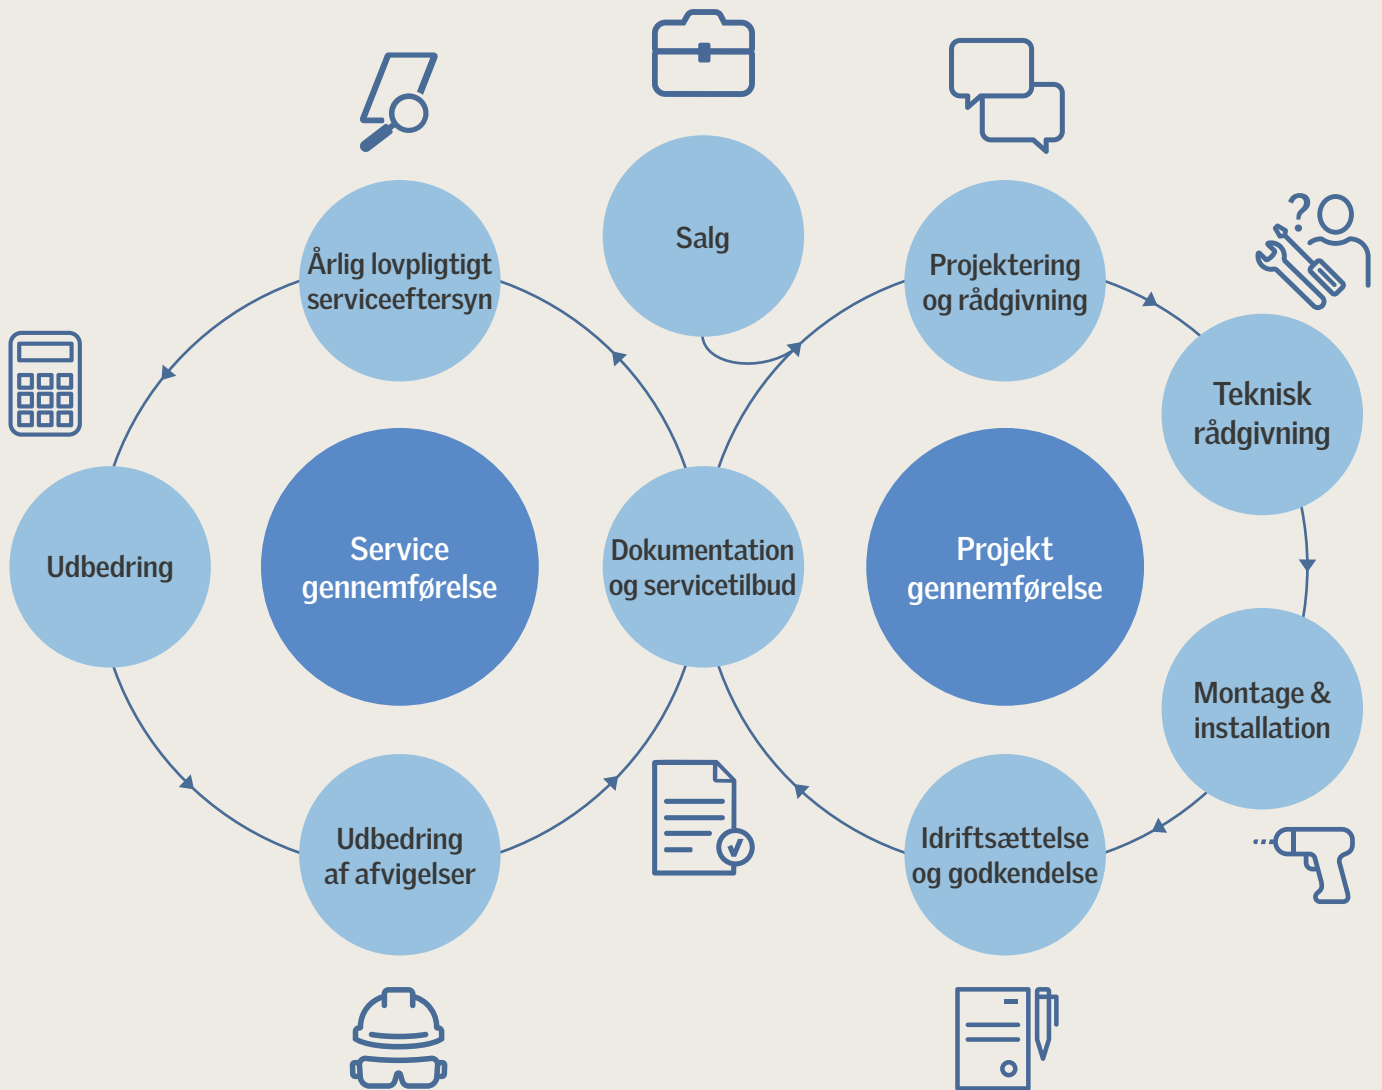 Salg
Årlig lovpligtigt
serviceeftersyn
Projektering
og rådgivning
Teknisk
rådgivning
Udbedring
Service
gennemførelse
Dokumentation
og servicetilbud
Projekt
gennemførelse
Montage &
installation
Udbedring
af afvigelser
Idriftsættelse
og godkendelse
?